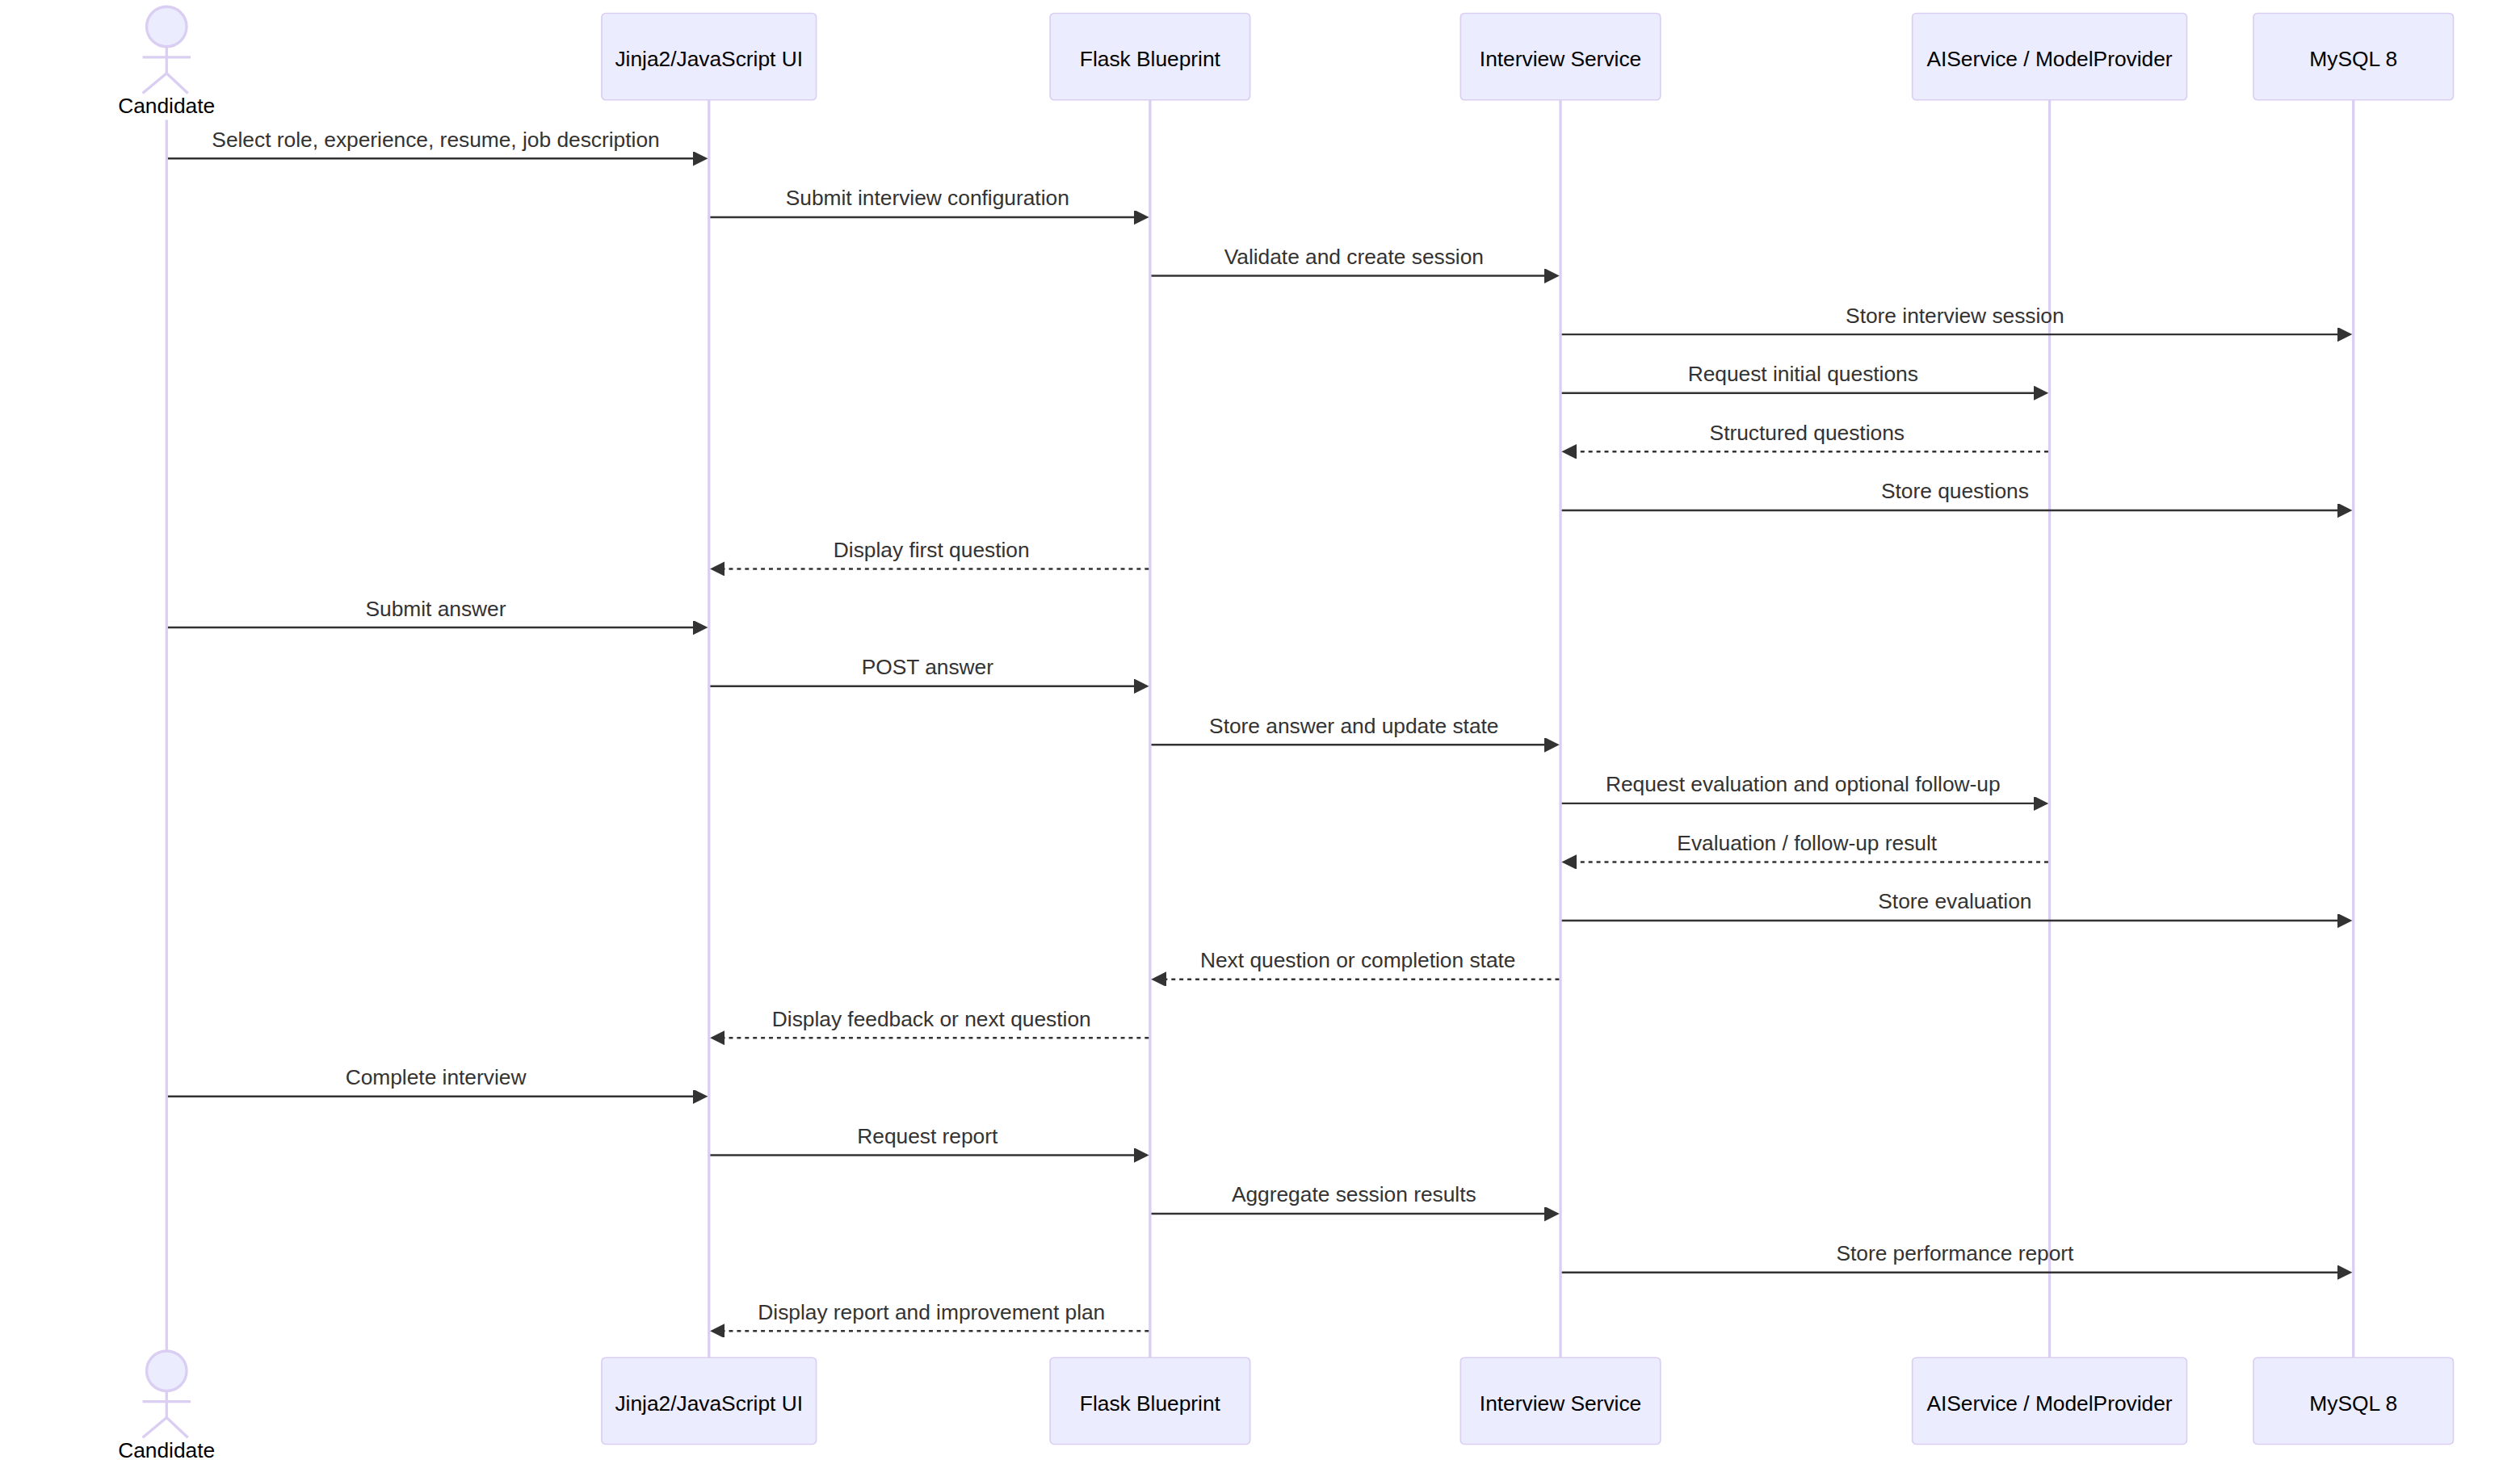 Candidate
Jinja2/JavaScript UI
Flask Blueprint
Interview Service
AIService / ModelProvider
MySQL 8
Select role, experience, resume, job description
Submit interview configuration
Validate and create session
Store interview session
Request initial questions
Structured questions
Store questions
Display first question
Submit answer
POST answer
Store answer and update state
Request evaluation and optional follow-up
Evaluation / follow-up result
Store evaluation
Next question or completion state
Display feedback or next question
Complete interview
Request report
Aggregate session results
Store performance report
Display report and improvement plan
Candidate
Jinja2/JavaScript UI
Flask Blueprint
Interview Service
AIService / ModelProvider
MySQL 8